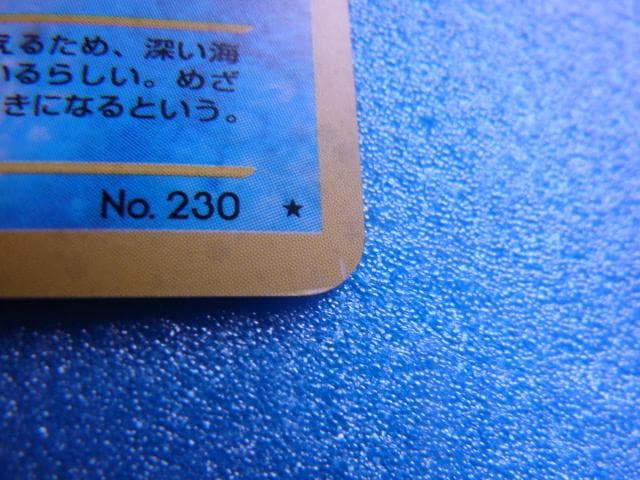 えるため、深い海
いるらしい。めざ
きになるという。
No. 230 ★